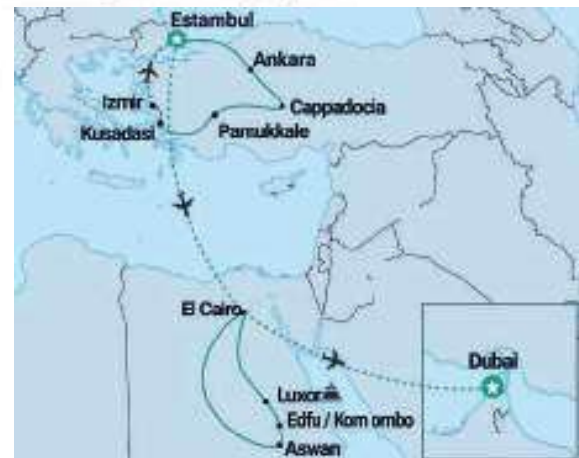 Estambul
Ankara
Izmir
Cappadocia
Kusadasi
Pamukkale
El Cairo
Dubai
Luxor
Edfu / Kom ombo
Aswan